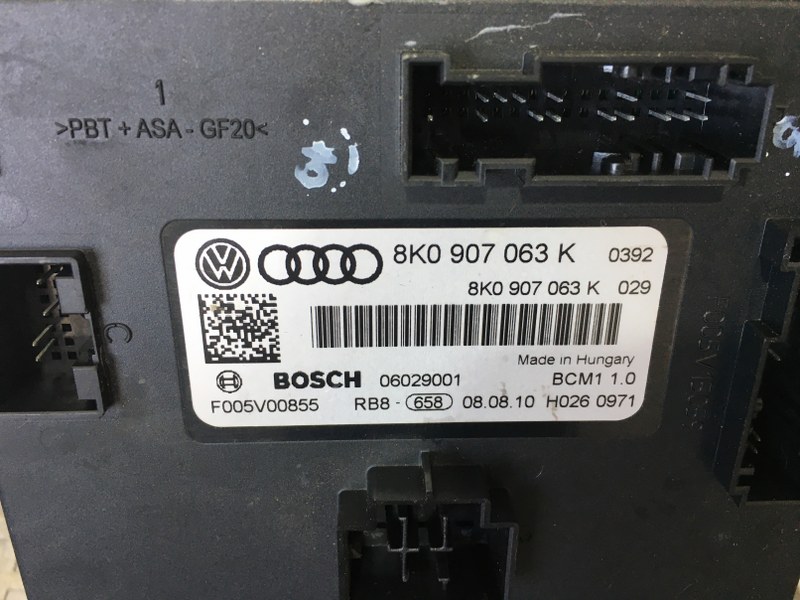 1
>PBT + ASA - GF20<
8K0 907 063 K 0392
8K0 907 063 K 029
Made in Hungary
BOSCH 06029001 BCM1 1.0
F005V00855 RB8 - 658 08.08.10 H026 0971
C